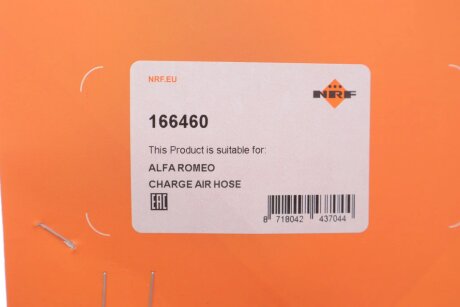 NRF.EU
NRF
166460
This Product is suitable for:
ALFA ROMEO
CHARGE AIR HOSE
EAC
8 718042 437044